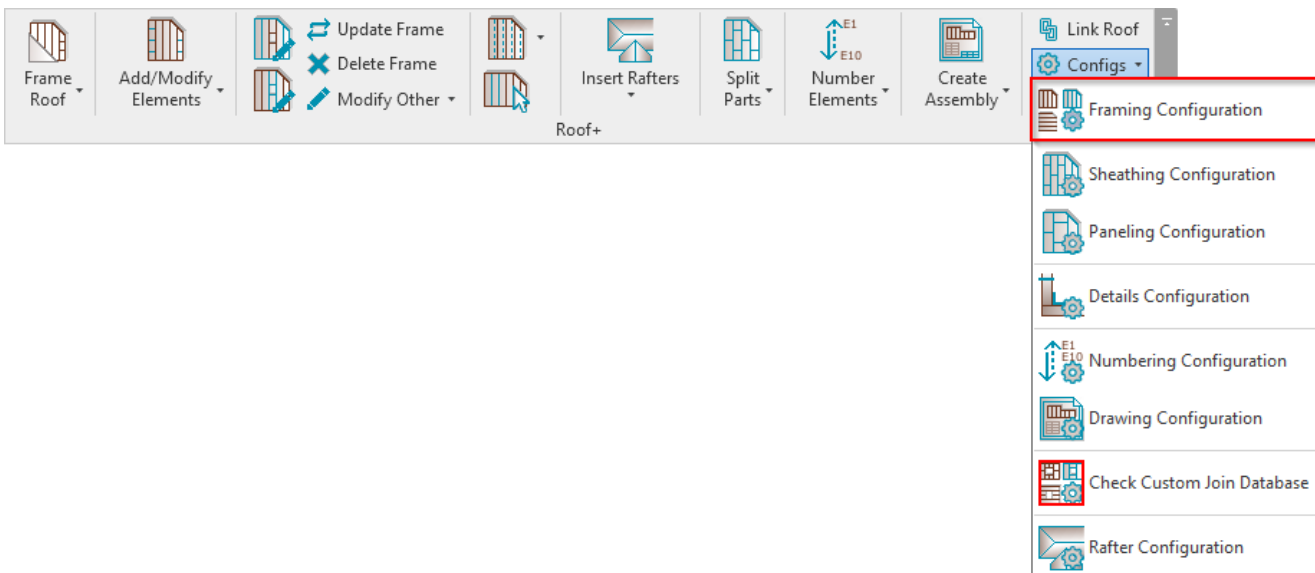 Frame
Roof
Add/Modify
Elements
Update Frame
Delete Frame
Modify Other
Insert Rafters
Split
Parts
E1
E10
Number
Elements
Create
Assembly
Link Roof
Configs
Roof+
Framing Configuration
Sheathing Configuration
Paneling Configuration
Details Configuration
E1
E10
Numbering Configuration
Drawing Configuration
Check Custom Join Database
Rafter Configuration